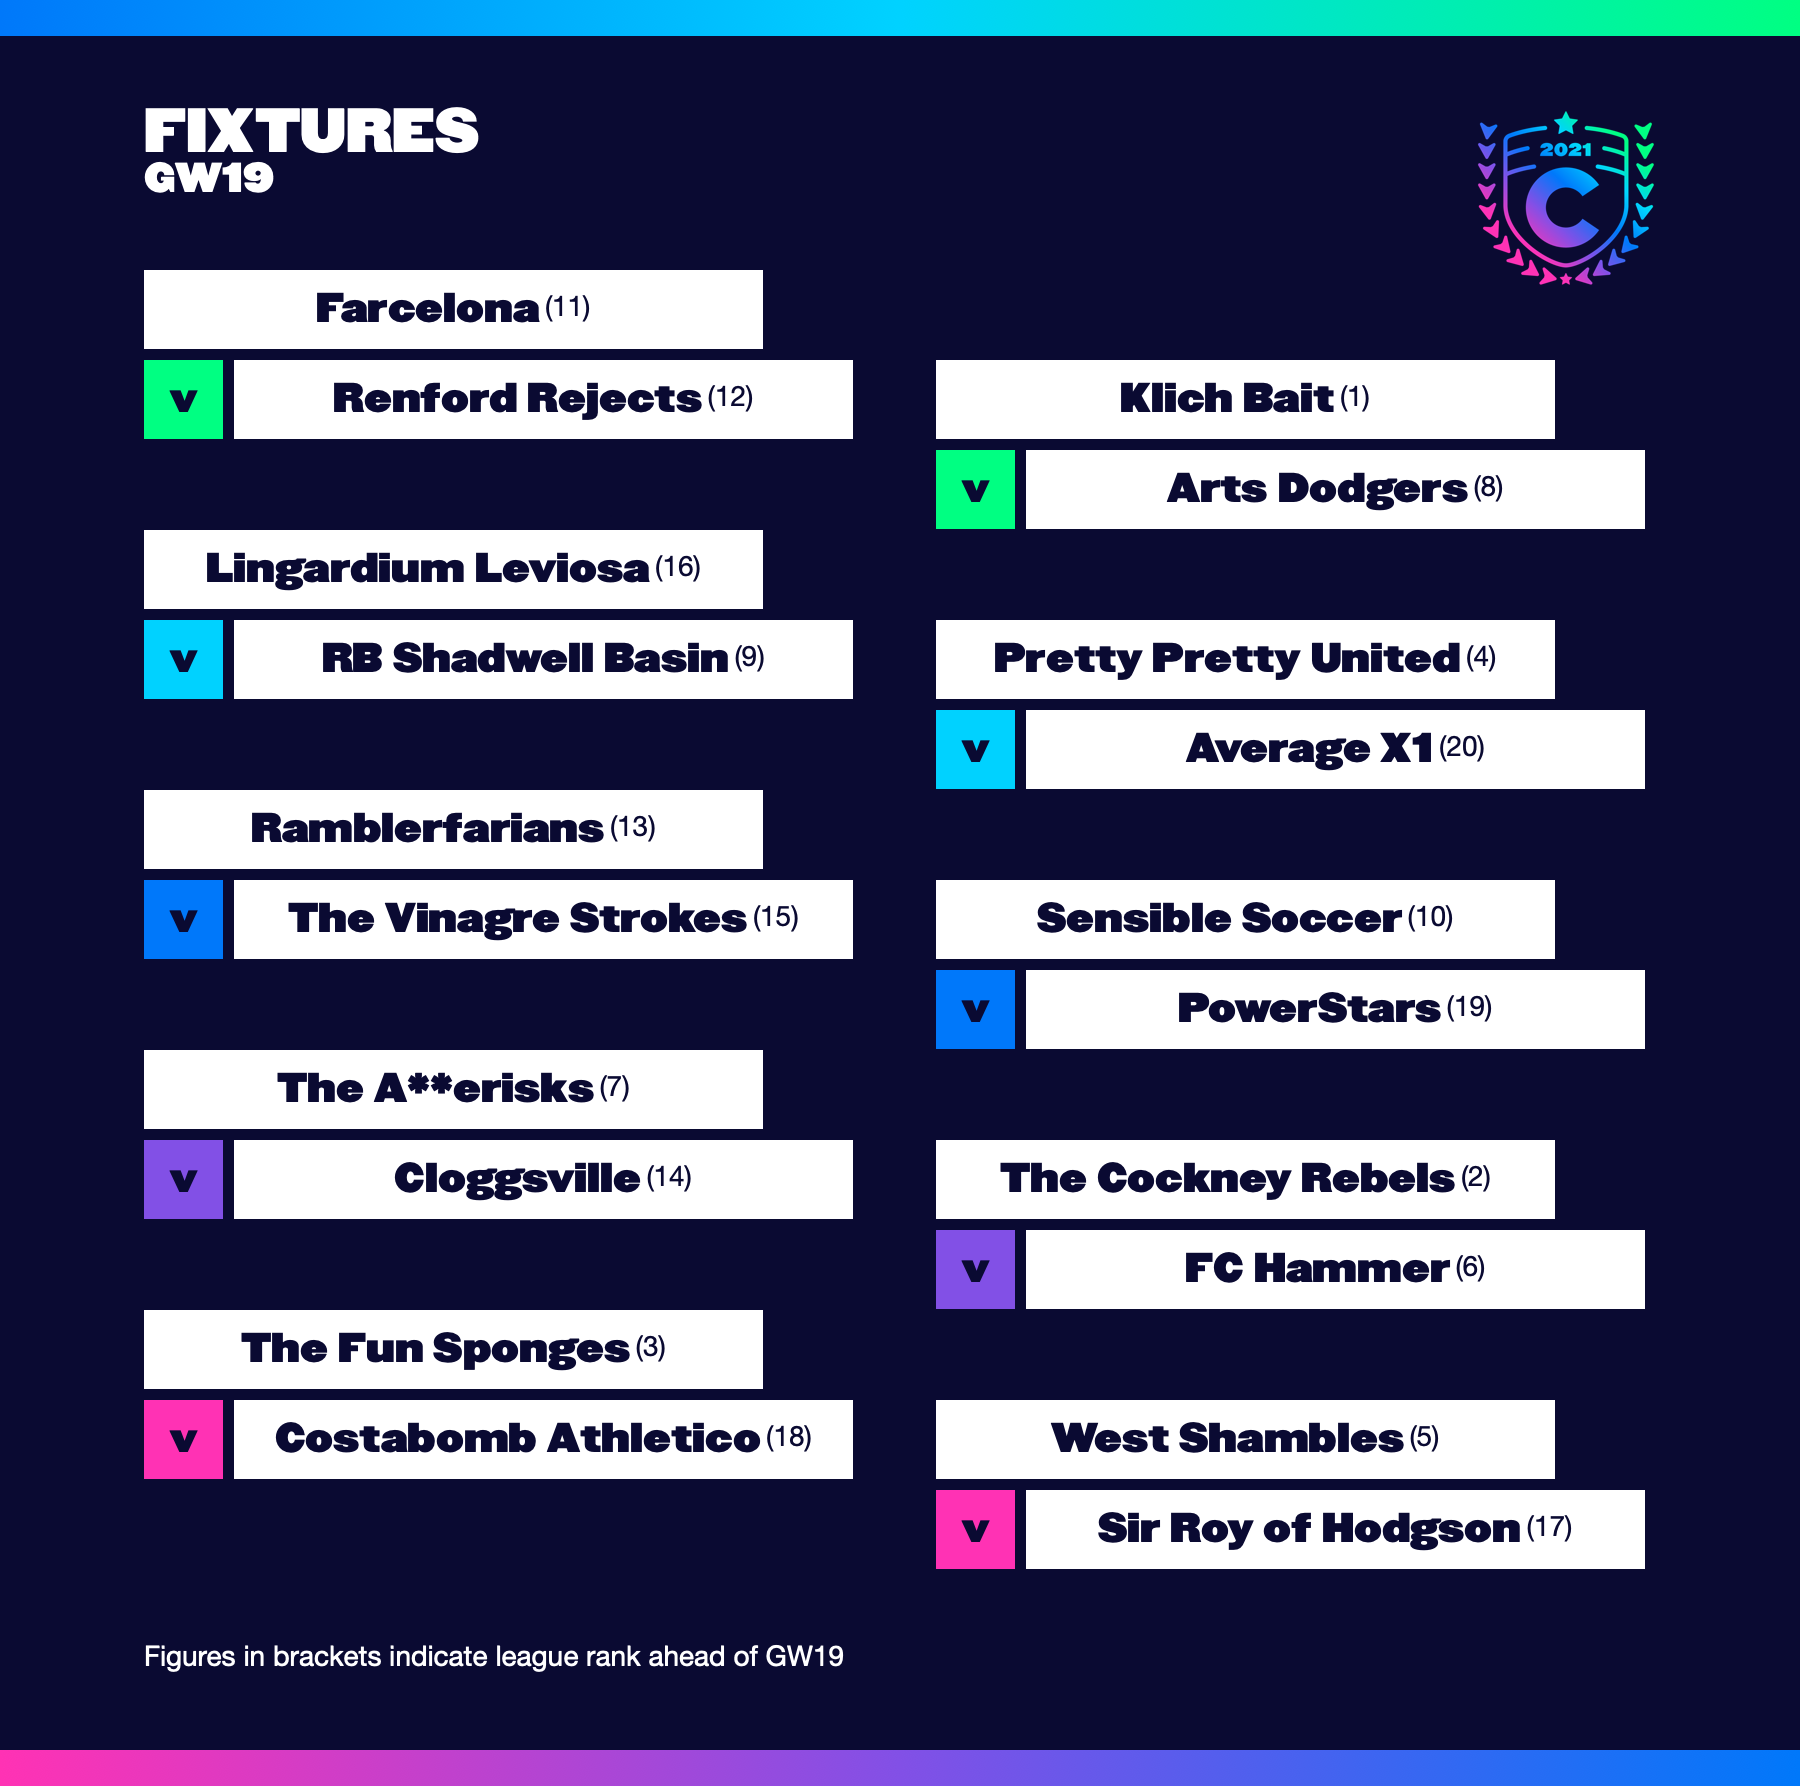 FIXTURES
GW19
2021
C
Farcelona (11)
v Renford Rejects (12)
Lingardium Leviosa (16)
v RB Shadwell Basin (9)
Ramblerfarians (13)
v The Vinagre Strokes (15)
The A**erisks (7)
v Cloggsville (14)
The Fun Sponges (3)
v Costabomb Athletico (18)
Klich Bait (1)
v Arts Dodgers (8)
Pretty Pretty United (4)
v Average X1 (20)
Sensible Soccer (10)
v PowerStars (19)
The Cockney Rebels (2)
v FC Hammer (6)
West Shambles (5)
v Sir Roy of Hodgson (17)
Figures in brackets indicate league rank ahead of GW19